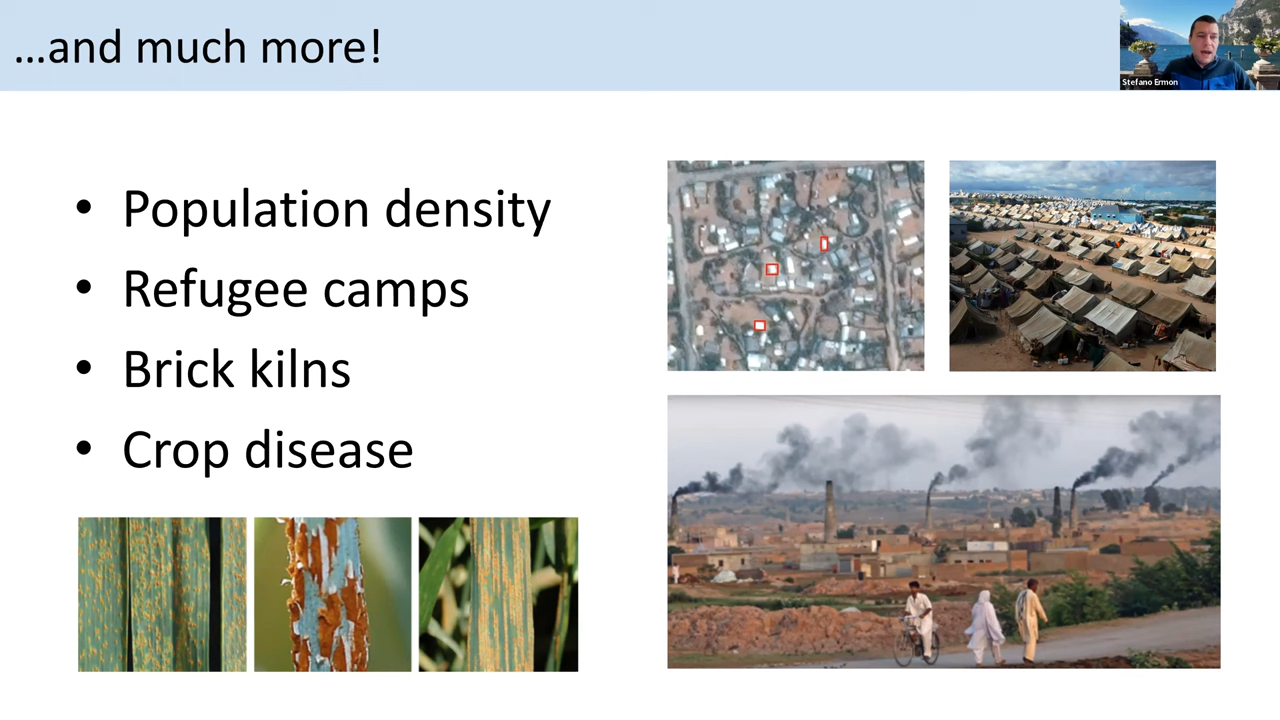 ...and much more!
Stefano Ermon
• Population density
• Refugee camps
• Brick kilns
• Crop disease